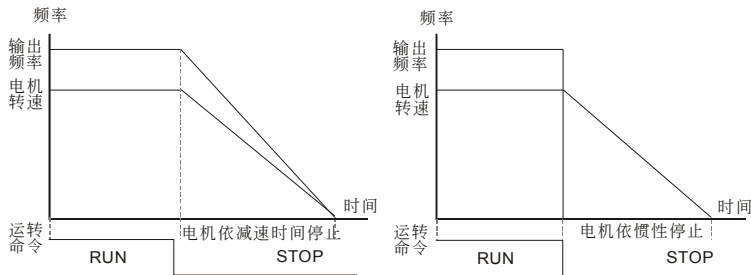 频率
输出
频率
电机
转速
时间
运转
命令
电机依减速时间停止
RUN
STOP
频率
输出
频率
电机
转速
时间
运转
命令
电机依惯性停止
RUN
STOP